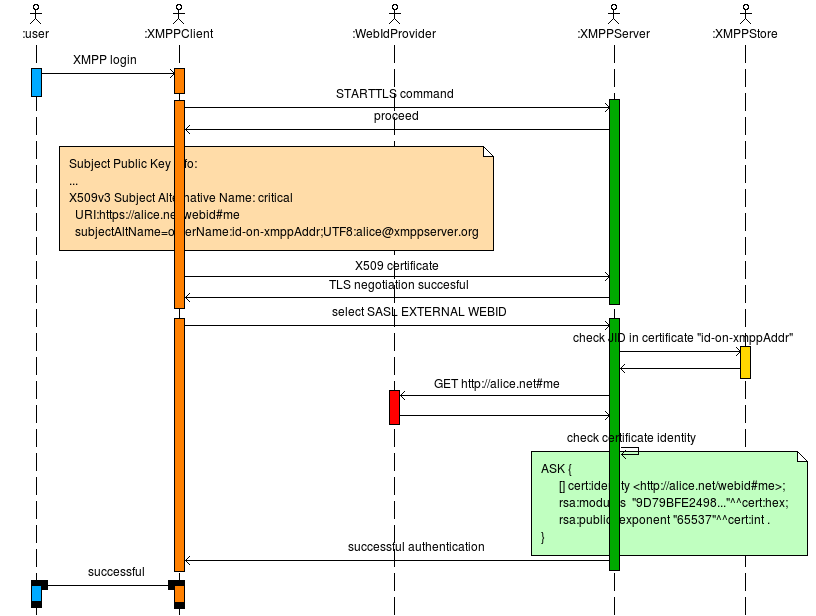 :user
:XMPPClient
:WebIdProvider
:XMPPServer
:XMPPStore
XMPP login
STARTTLS command
proceed
Subject Public Key Info:
...
X509v3 Subject Alternative Name: critical
URI:https://alice.net/webid#me
subjectAltName=otherName:id-on-xmppAddr;UTF8:alice@xmppserver.org
X509 certificate
TLS negotiation succesful
select SASL EXTERNAL WEBID
check JID in certificate "id-on-xmppAddr"
GET http://alice.net#me
check certificate identity
ASK {
[] cert:identity <http://alice.net/webid#me>;
rsa:modulus "9D79BFE2498..."^^cert:hex;
rsa:public_exponent "65537"^^cert:int .
}
successful authentication
successful